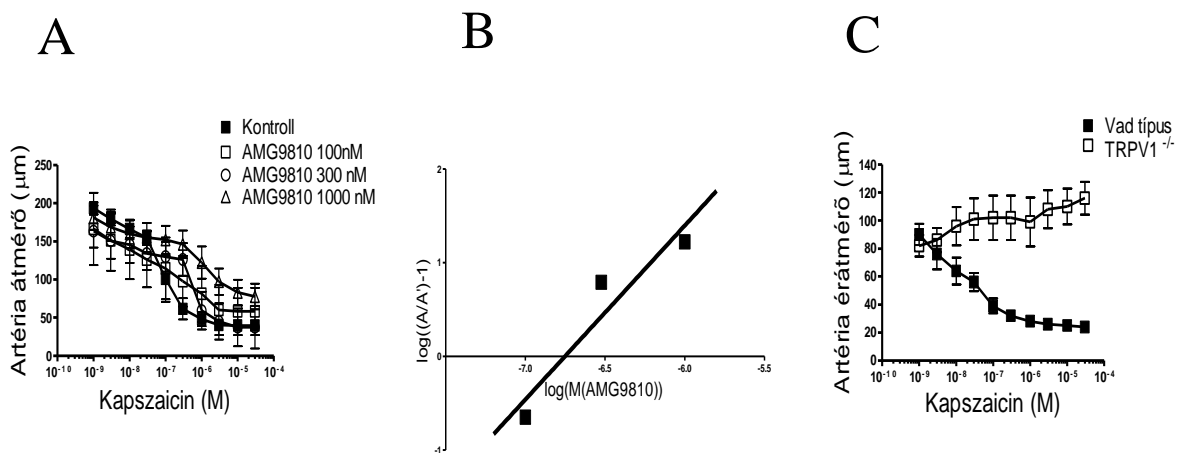 A
B
C
Kontroll
AMG9810 100nM
AMG9810 300 nM
AMG9810 1000 nM
Artéria átmérő (µm)
250
200
150
100
50
0
10⁻¹⁰ 10⁻⁹ 10⁻⁸ 10⁻⁷ 10⁻⁶ 10⁻⁵ 10⁻⁴
Kapszaicin (M)
log((A/A')-1)
2
1
0
-1
-7.0 -6.5 -6.0 -5.5
log(M(AMG9810))
Vad típus
TRPV1 -/-
Artéria érátmérő (µm)
140
120
100
80
60
40
20
0
10⁻¹⁰ 10⁻⁹ 10⁻⁸ 10⁻⁷ 10⁻⁶ 10⁻⁵ 10⁻⁴
Kapszaicin (M)